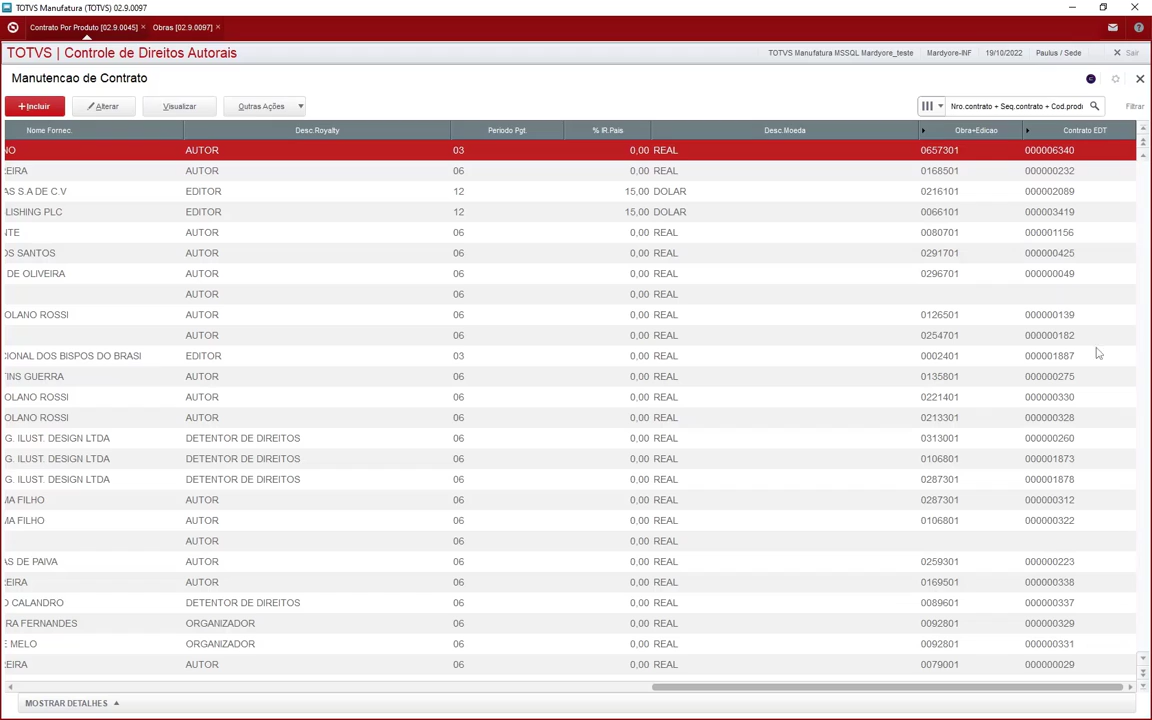 TOTVS Manufatura (TOTVS) 02.9.0097
Contrato Por Produto [02.9.0045] × Obras [02.9.0097] ×
TOTVS | Controle de Direitos Autorais TOTVS Manufatura MSSQL Mardyore_teste Mardyore-INF 19/10/2022 Paulus / Sede Sair
Manutencao de Contrato
+Incluir Alterar Visualizar Outras Ações Nro.contrato + Seq.contrato + Cod.prod Filtrar
Nome Fornec. Desc.Royalty Periodo Pgt % IR.Pais Desc.Moeda Obra+Edicao Contrato EDT
NO AUTOR 03 0,00 REAL 0657301 000006340
EIRA AUTOR 06 0,00 REAL 0168501 000000232
AS S.A DE C.V EDITOR 12 15,00 DOLAR 0216101 000002089
LISHING PLC EDITOR 12 15,00 DOLAR 0066101 000003419
NTE AUTOR 06 0,00 REAL 0080701 000001156
OS SANTOS AUTOR 06 0,00 REAL 0291701 000000425
DE OLIVEIRA AUTOR 06 0,00 REAL 0296701 000000049
AUTOR 06 0,00 REAL
OLANO ROSSI AUTOR 06 0,00 REAL 0126501 000000139
AUTOR 06 0,00 REAL 0254701 000000182
CIONAL DOS BISPOS DO BRASI EDITOR 03 0,00 REAL 0002401 000001887
TINS GUERRA AUTOR 06 0,00 REAL 0135801 000000275
OLANO ROSSI AUTOR 06 0,00 REAL 0221401 000000330
OLANO ROSSI AUTOR 06 0,00 REAL 0213301 000000328
G. ILUST. DESIGN LTDA DETENTOR DE DIREITOS 06 0,00 REAL 0313001 000000260
G. ILUST. DESIGN LTDA DETENTOR DE DIREITOS 06 0,00 REAL 0106801 000001873
G. ILUST. DESIGN LTDA DETENTOR DE DIREITOS 06 0,00 REAL 0287301 000001878
MA FILHO AUTOR 06 0,00 REAL 0287301 000000312
MA FILHO AUTOR 06 0,00 REAL 0106801 000000322
AUTOR 06 0,00 REAL
AS DE PAIVA AUTOR 06 0,00 REAL 0259301 000000223
EIRA AUTOR 06 0,00 REAL 0169501 000000338
O CALANDRO DETENTOR DE DIREITOS 06 0,00 REAL 0089601 000000337
RA FERNANDES ORGANIZADOR 06 0,00 REAL 0092801 000000329
E MELO ORGANIZADOR 06 0,00 REAL 0092801 000000331
EIRA AUTOR 06 0,00 REAL 0079001 000000029
MOSTRAR DETALHES